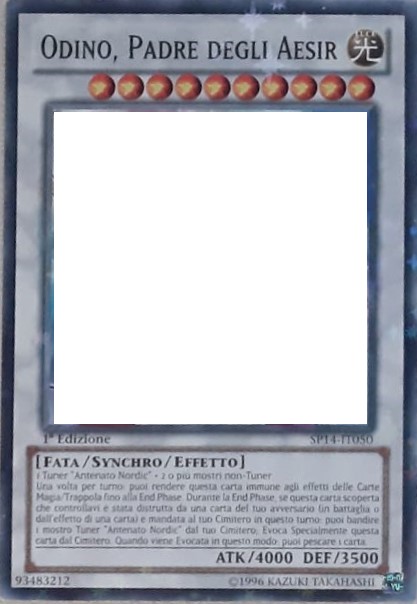 ODINO, PADRE DEGLI AESIR
光
1ª Edizione
SP14-IT050
[FATA/SYNCHRO/EFFETTO]
1 Tuner "Antenato Nordic" + 2 o più mostri non-Tuner
Una volta per turno: puoi rendere questa carta immune agli effetti delle Carte
Magia/Trappola fino alla End Phase. Durante la End Phase, se questa carta scoperta
che controllavi è stata distrutta da una carta del tuo avversario (in battaglia o
dall'effetto di una carta) e mandata al tuo Cimitero in questo turno: puoi bandire
1 mostro Tuner "Antenato Nordic" dal tuo Cimitero; Evoca Specialmente questa
carta dal Cimitero. Quando viene Evocata in questo modo: puoi pescare 1 carta.
ATK/4000 DEF/3500
93483212
©1996 KAZUKI TAKAHASHI